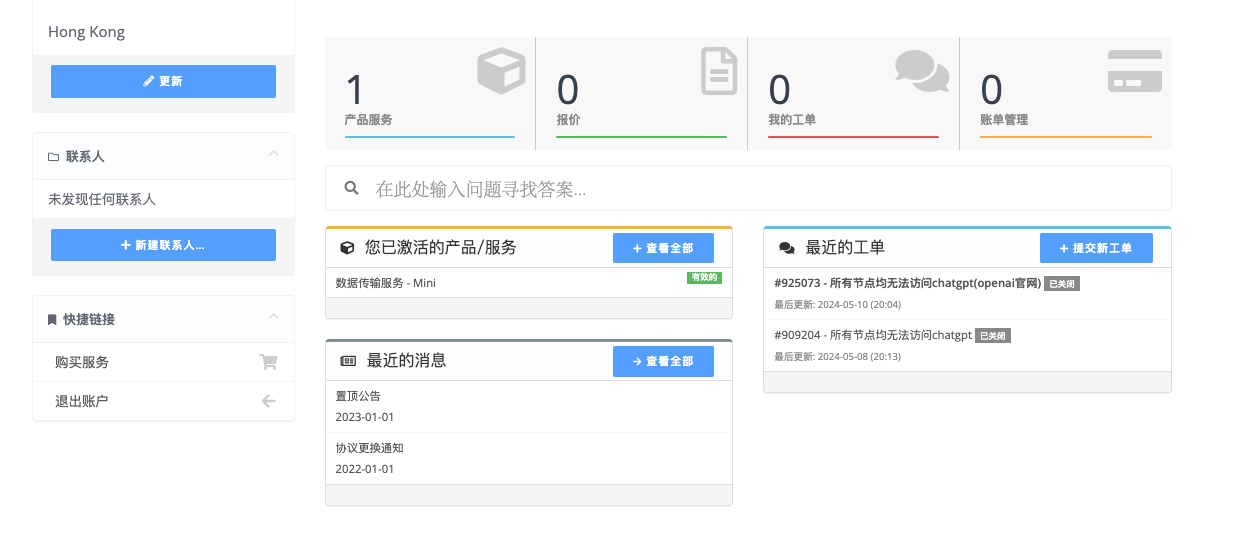 Hong Kong
更新
联系人
未发现任何联系人
新建联系人...
快捷链接
购买服务
退出账户
1
产品服务
0
报价
0
我的工单
0
账单管理
在此处输入问题寻找答案...
您已激活的产品/服务
查看全部
数据传输服务 - Mini
有效的
最近的消息
查看全部
置顶公告
2023-01-01
协议更换通知
2022-01-01
最近的工单
提交新工单
#925073 - 所有节点均无法访问chatgpt(openai官网) 已关闭
最后更新: 2024-05-10 (20:04)
#909204 - 所有节点均无法访问chatgpt 已关闭
最后更新: 2024-05-08 (20:13)